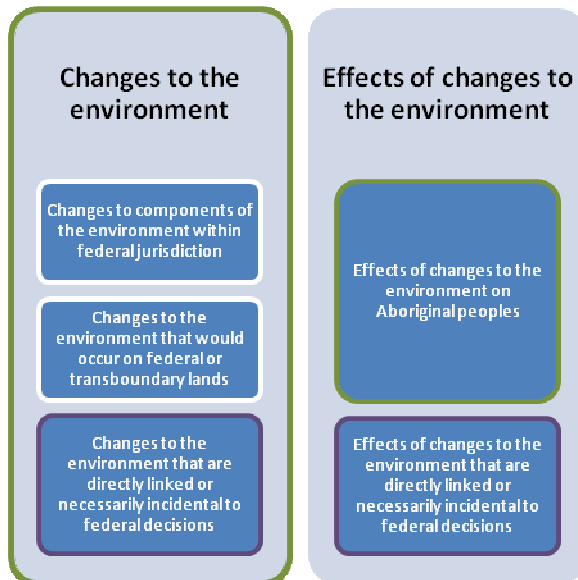 Changes to the
environment
Changes to components of
the environment within
federal jurisdiction
Changes to the
environment that would
occur on federal or
transboundary lands
Changes to the
environment that are
directly linked or
necessarily incidental to
federal decisions
Effects of changes to
the environment
Effects of changes to the
environment on
Aboriginal peoples
Effects of changes to the
environment that are
directly linked or
necessarily incidental to
federal decisions